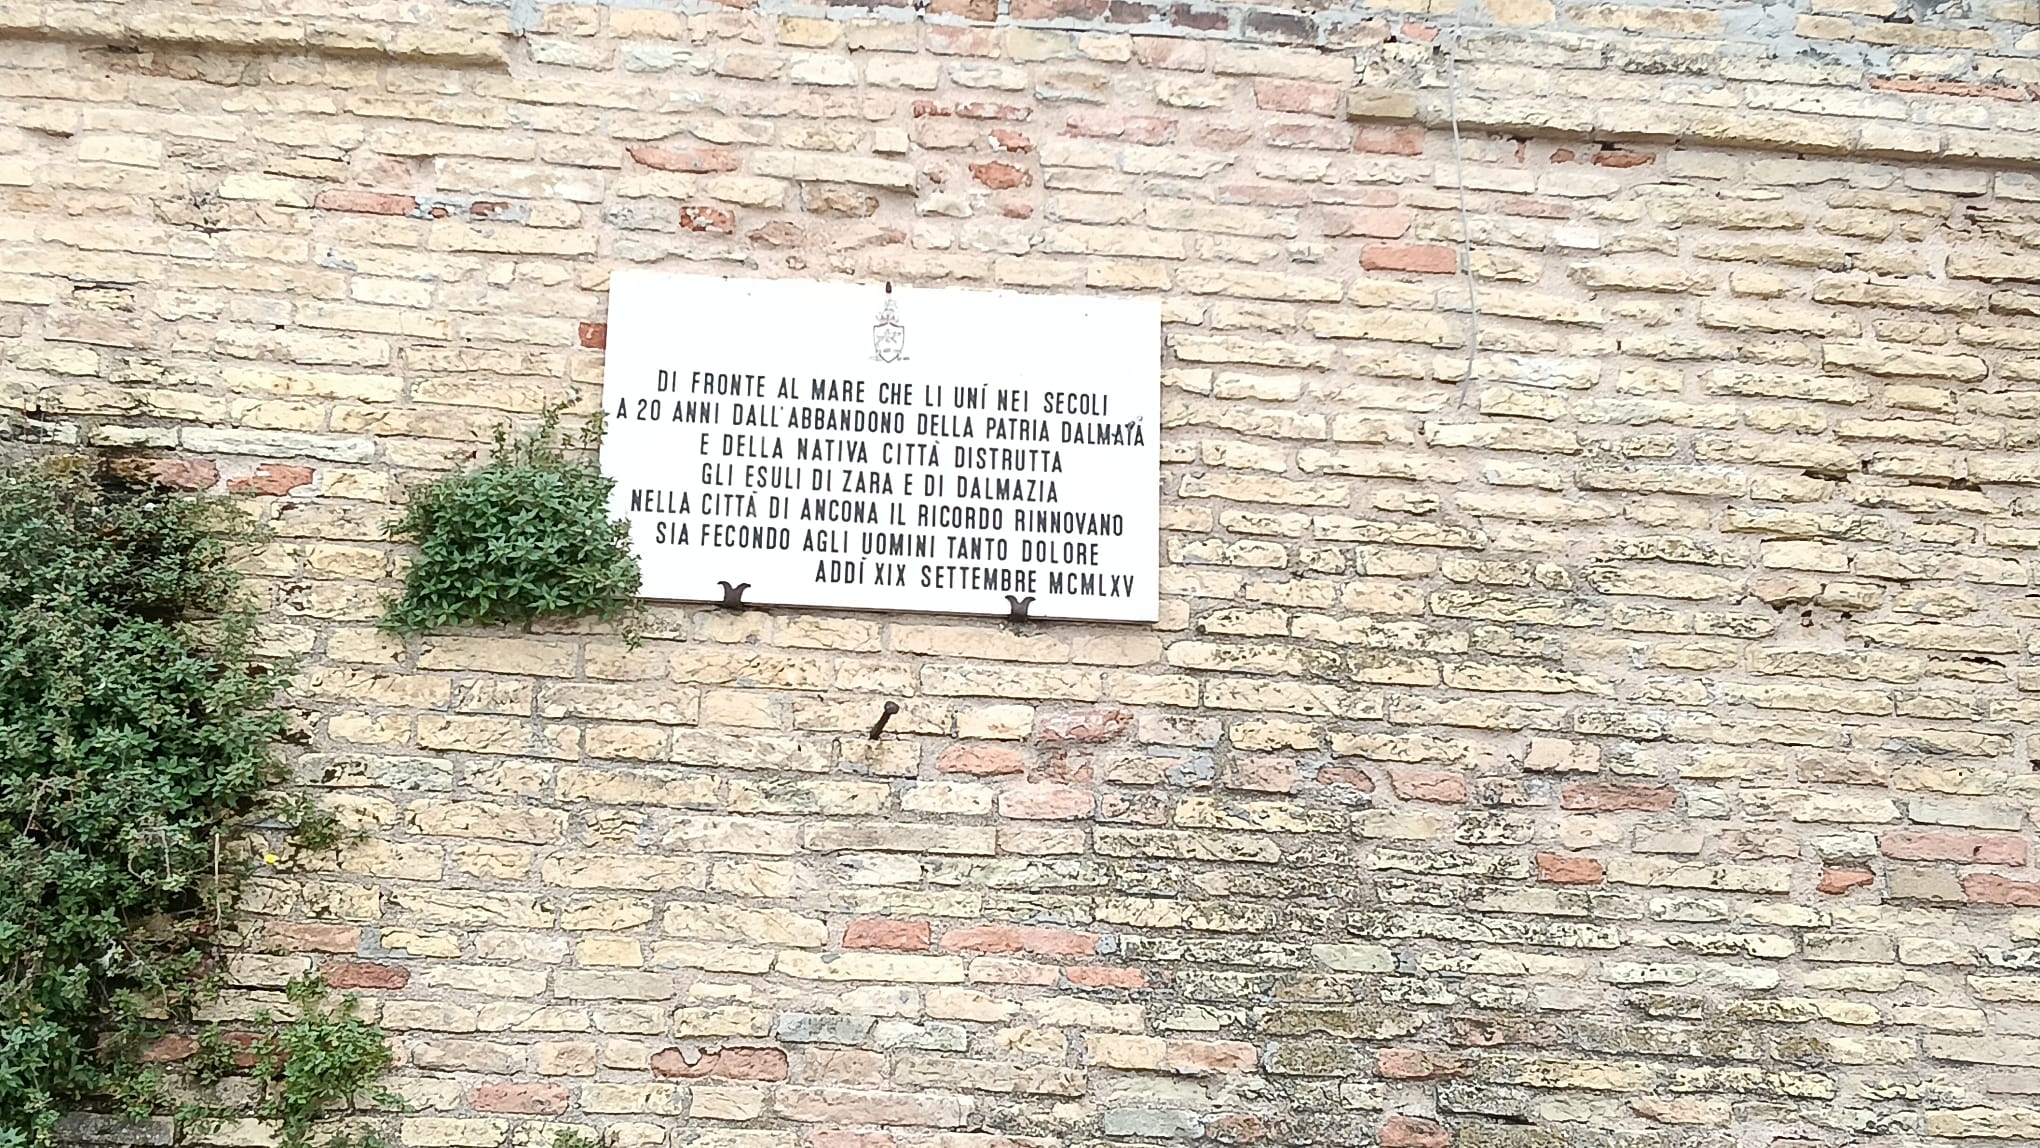 DI FRONTE AL MARE CHE LI UNÍ NEI SECOLI
A 20 ANNI DALL'ABBANDONO DELLA PATRIA DALMATA
E DELLA NATIVA CITTÀ DISTRUTTA
GLI ESULI DI ZARA E DI DALMAZIA
NELLA CITTÀ DI ANCONA IL RICORDO RINNOVANO
SIA FECONDO AGLI UOMINI TANTO DOLORE
ADDÌ XIX SETTEMBRE MCMLXV